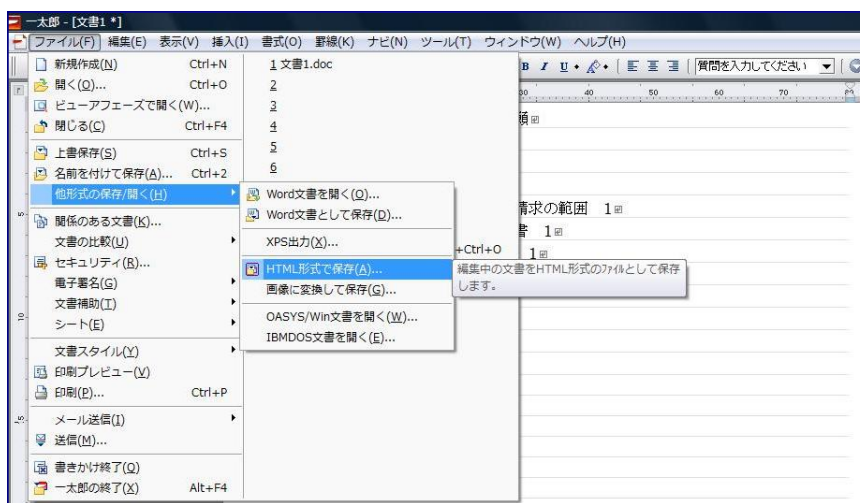 一太郎 - [文書1 *]
ファイル(F) 編集(E) 表示(V) 挿入(I) 書式(O) 罫線(K) ナビ(N) ツール(T) ウィンドウ(W) ヘルプ(H)
B I U 質問を入力してください
新規作成(N) Ctrl+N
開く(O)... Ctrl+O
ビューアフェーズで開く(W)...
閉じる(C) Ctrl+F4
上書保存(S) Ctrl+S
名前を付けて保存(A)... Ctrl+2
他形式の保存/開く(H)
関係のある文書(K)...
文書の比較(U)
セキュリティ(R)...
電子署名(G)
文書補助(T)
シート(E)
文書スタイル(Y)
印刷プレビュー(V)
印刷(P)... Ctrl+P
メール送信(I)
送信(M)...
書きかけ終了(Q)
一太郎の終了(X) Alt+F4
1 文書1.doc
2
3
4
5
6
Word文書を開く(O)...
Word文書として保存(D)...
XPS出力(X)...
HTML形式で保存(A)...
画像に変換して保存(G)...
OASYS/Win文書を開く(W)...
IBMDOS文書を開く(E)...
+Ctrl+O
編集中の文書をHTML形式のファイルとして保存
します。
30 40 50 60 70
請求の範囲 1
書 1
1
10
15